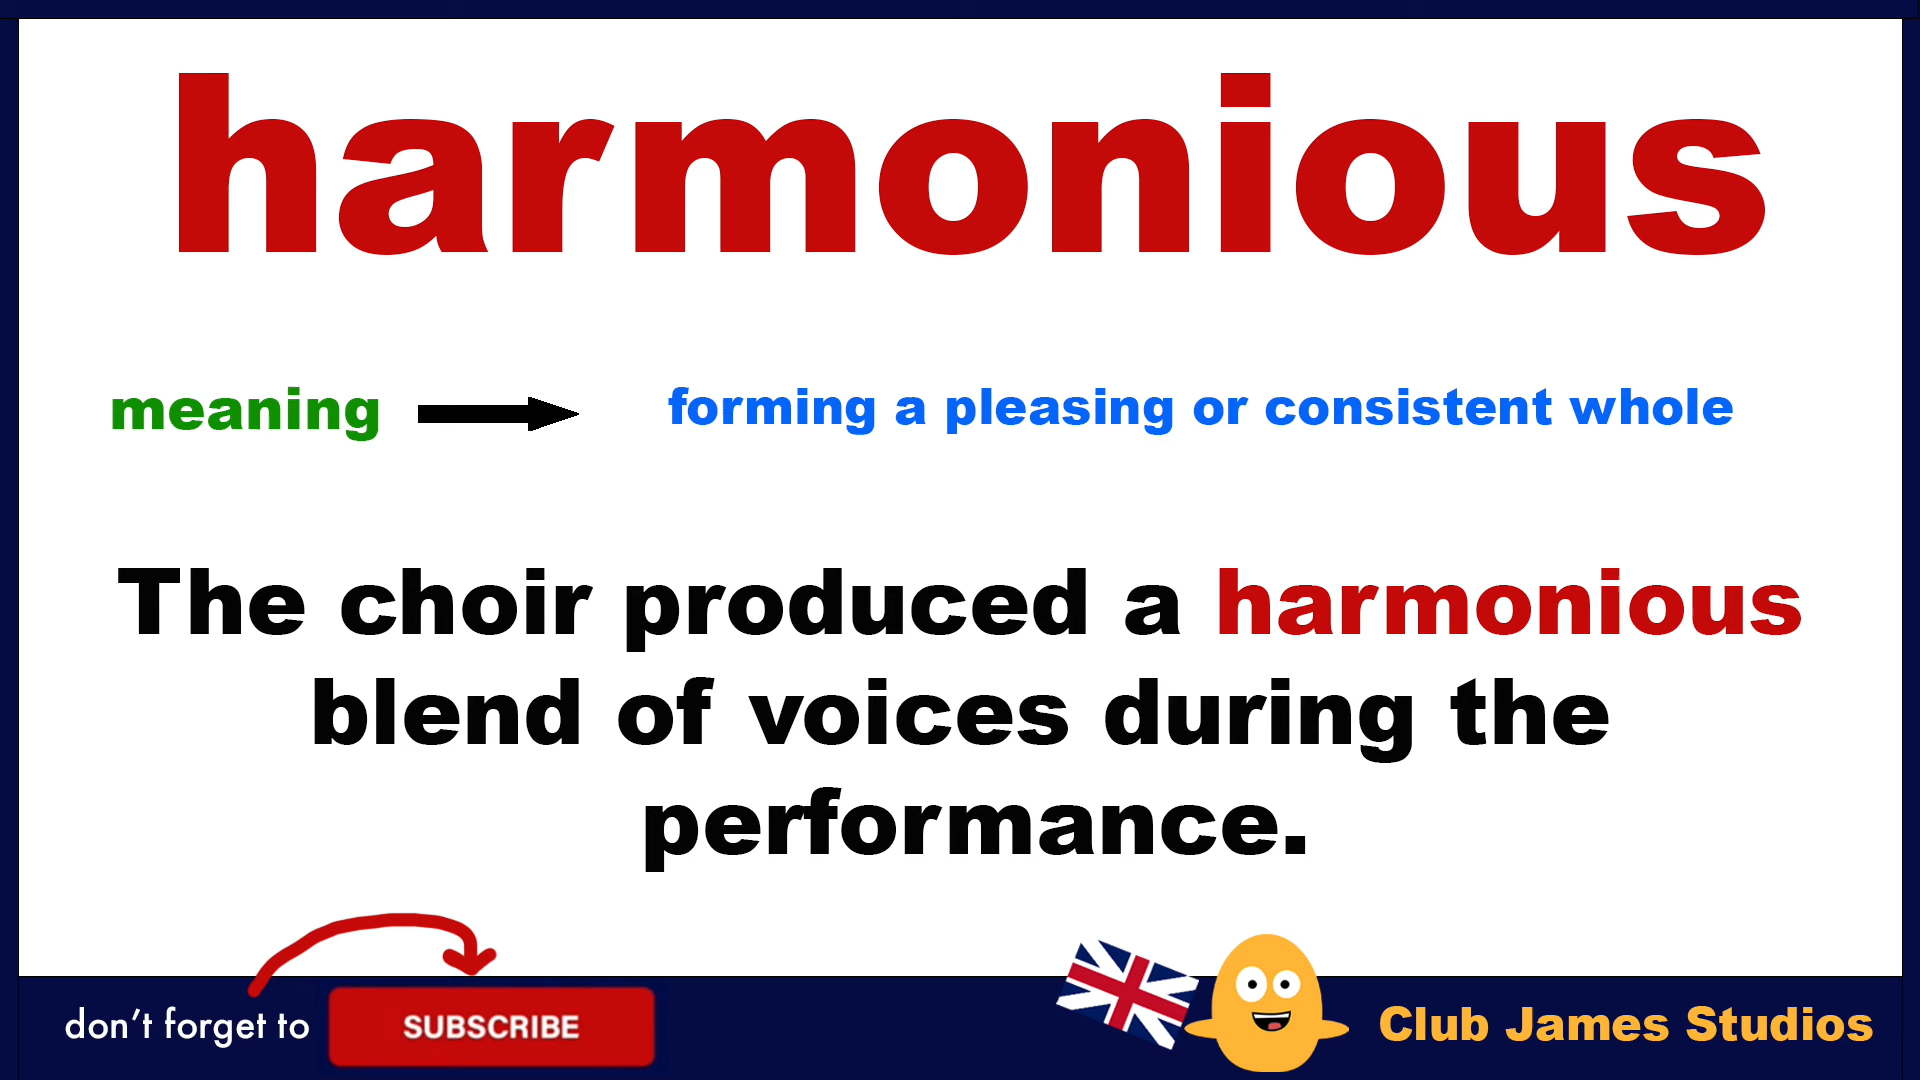 harmonious
meaning
forming a pleasing or consistent whole
The choir produced a harmonious
blend of voices during the
performance.
don't forget to
SUBSCRIBE
Club James Studios